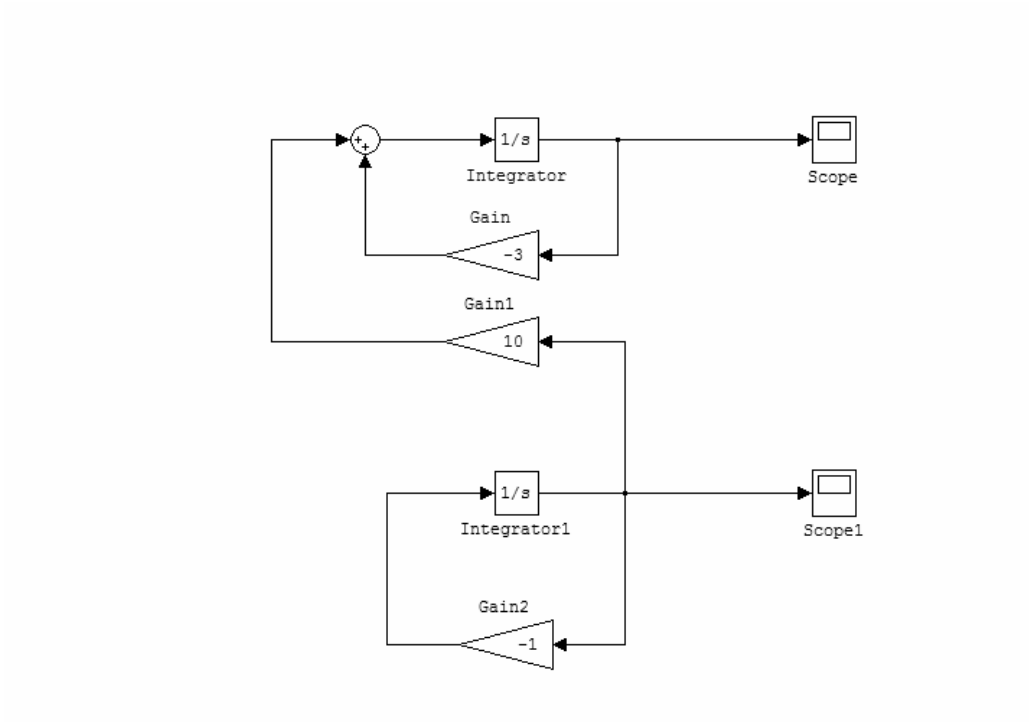 +
+
1/s
Integrator
Scope
Gain
-3
Gain1
10
1/s
Integrator1
Scope1
Gain2
-1